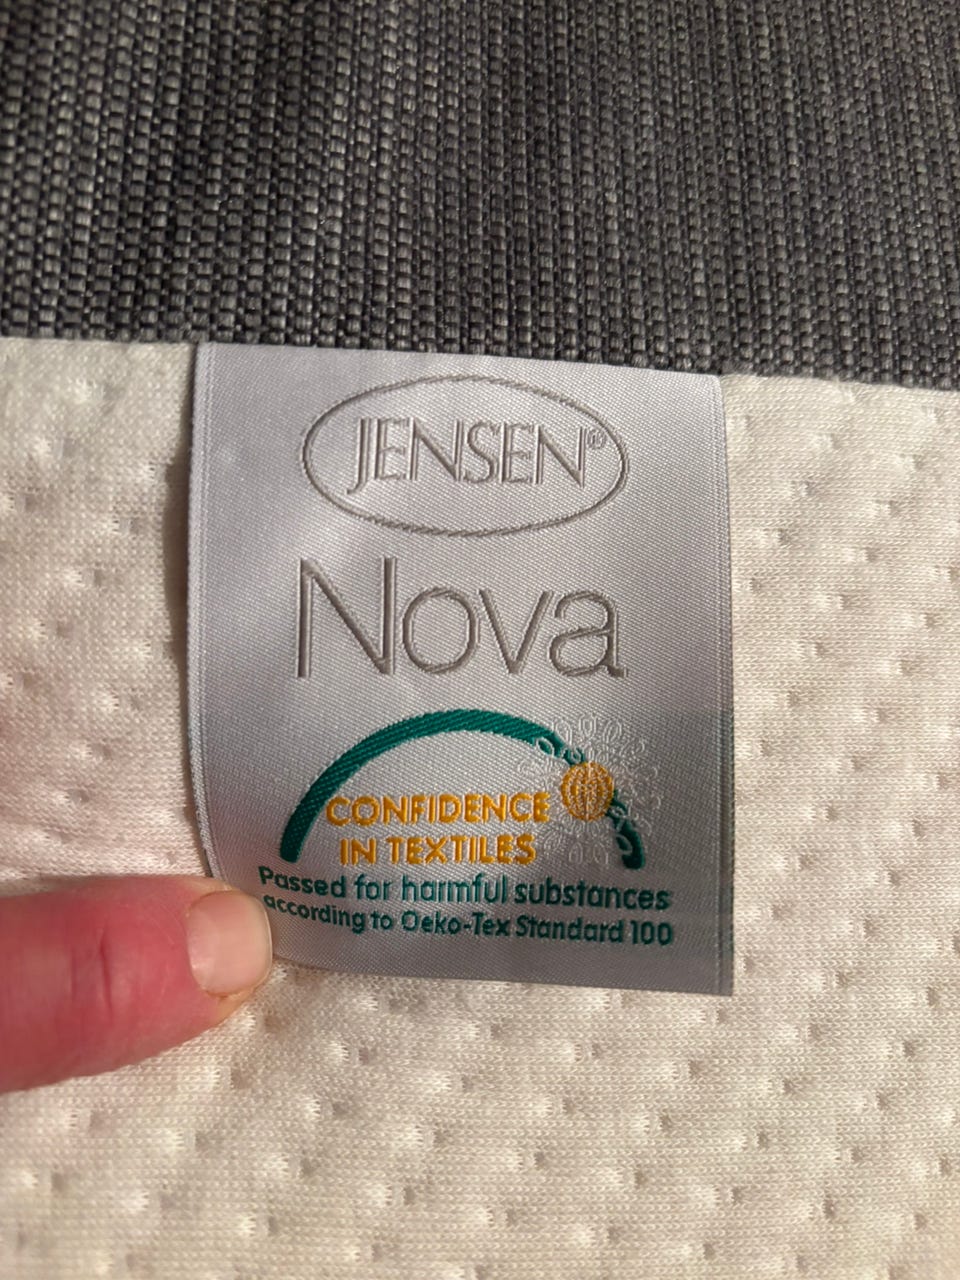 JENSEN®
Nova
CONFIDENCE
IN TEXTILES
Passed for harmful substances
according to Oeko-Tex Standard 100